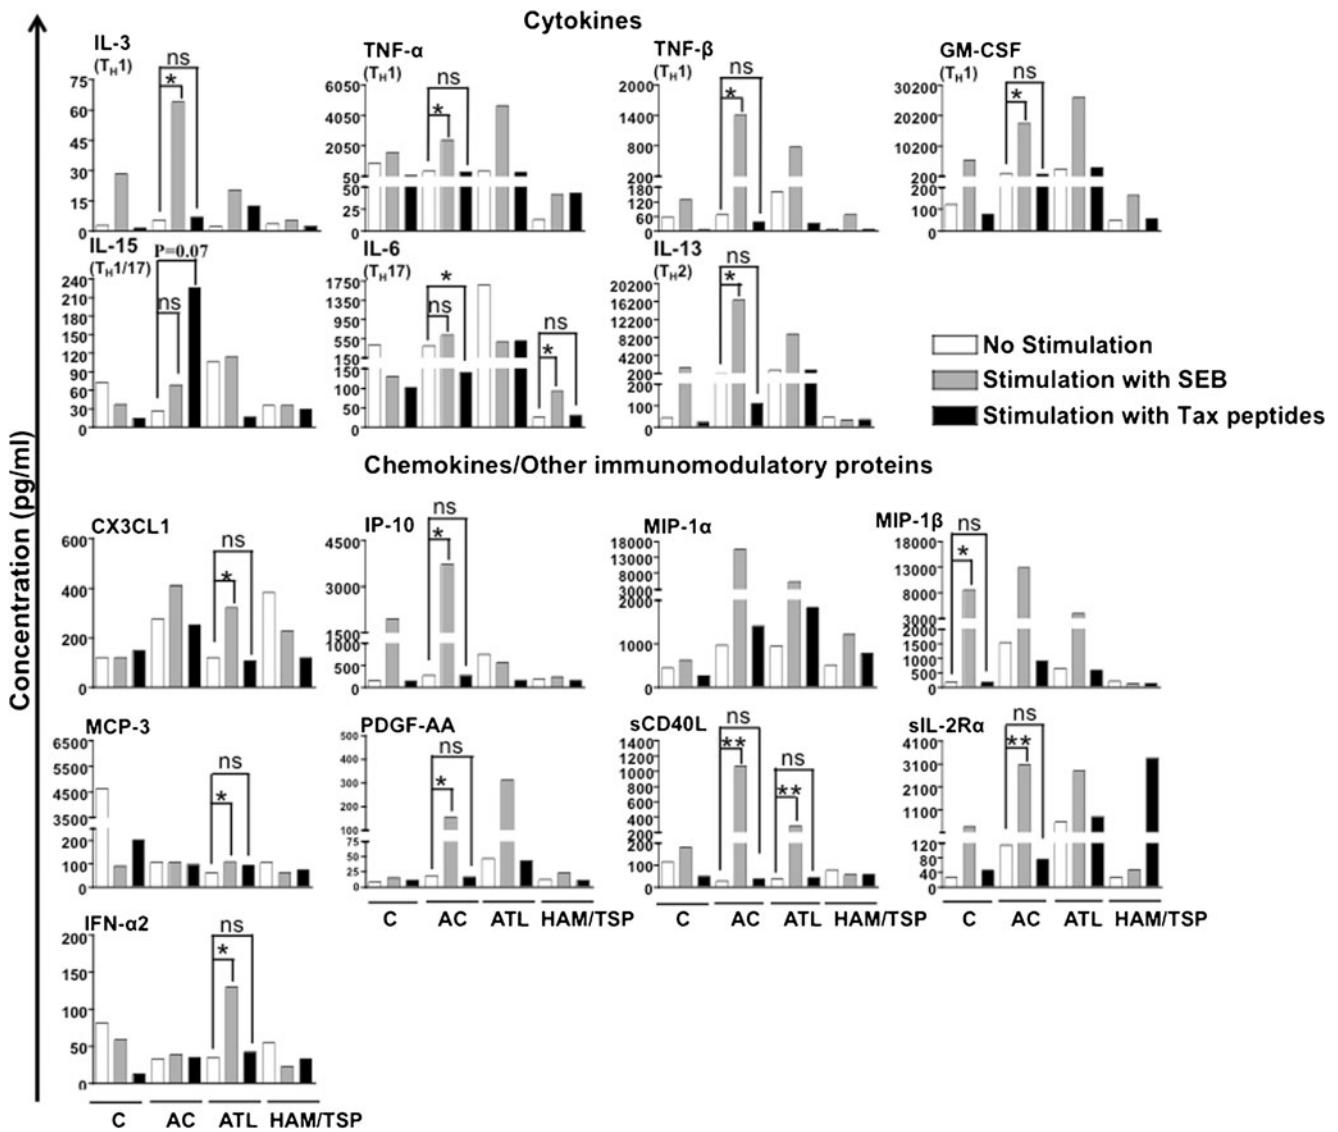 Cytokines
IL-3
(TH1)
ns
*
75
60
45
30
15
0
TNF-α
(TH1)
ns
*
6050
4050
2050
50
50
25
0
TNF-β
(TH1)
ns
*
2000
1400
800
200
180
120
60
0
GM-CSF
(TH1)
ns
*
30200
20200
10200
200
200
100
0
IL-15
(TH1/17)
P=0.07
ns
240
210
180
150
120
90
60
30
0
IL-6
(TH17)
*
ns
ns
*
1750
1350
950
550
150
150
100
50
0
IL-13
(TH2)
ns
*
20200
16200
12200
8200
4200
200
200
100
0
No Stimulation
Stimulation with SEB
Stimulation with Tax peptides
Concentration (pg/ml)
Chemokines/Other immunomodulatory proteins
CX3CL1
ns
*
600
400
200
0
IP-10
ns
*
4500
3000
1500
1000
500
0
MIP-1α
18000
13000
8000
3000
2000
1000
0
MIP-1β
ns
*
18000
13000
8000
3000
2000
1500
1000
500
0
MCP-3
ns
*
6500
5500
4500
3500
200
100
0
PDGF-AA
ns
*
500
400
300
200
100
75
50
25
0
C AC ATL HAM/TSP
sCD40L
ns
**
ns
**
1400
1200
1000
800
600
400
200
200
100
0
C AC ATL HAM/TSP
sIL-2Rα
ns
**
4100
3100
2100
1100
120
80
40
0
C AC ATL HAM/TSP
IFN-α2
ns
*
200
150
100
50
0
C AC ATL HAM/TSP